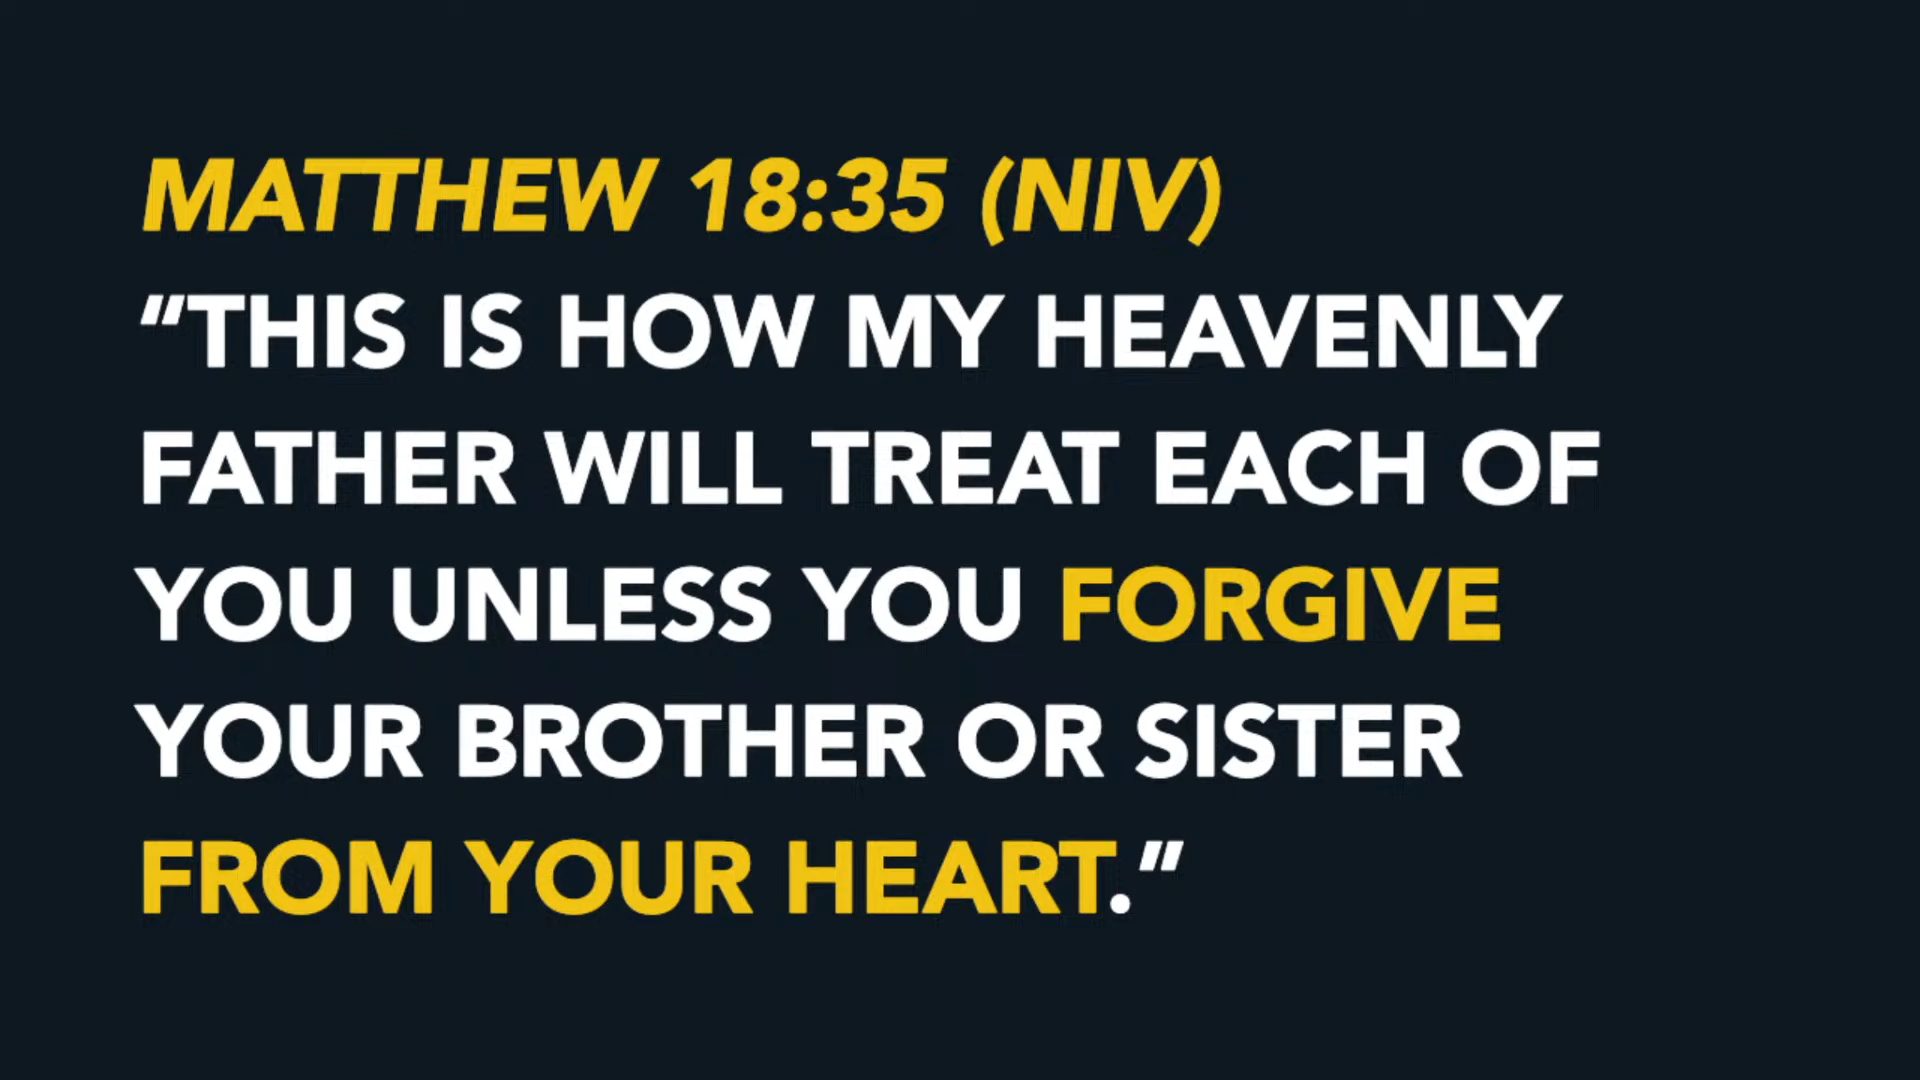 MATTHEW 18:35 (NIV)
“THIS IS HOW MY HEAVENLY
FATHER WILL TREAT EACH OF
YOU UNLESS YOU FORGIVE
YOUR BROTHER OR SISTER
FROM YOUR HEART.”